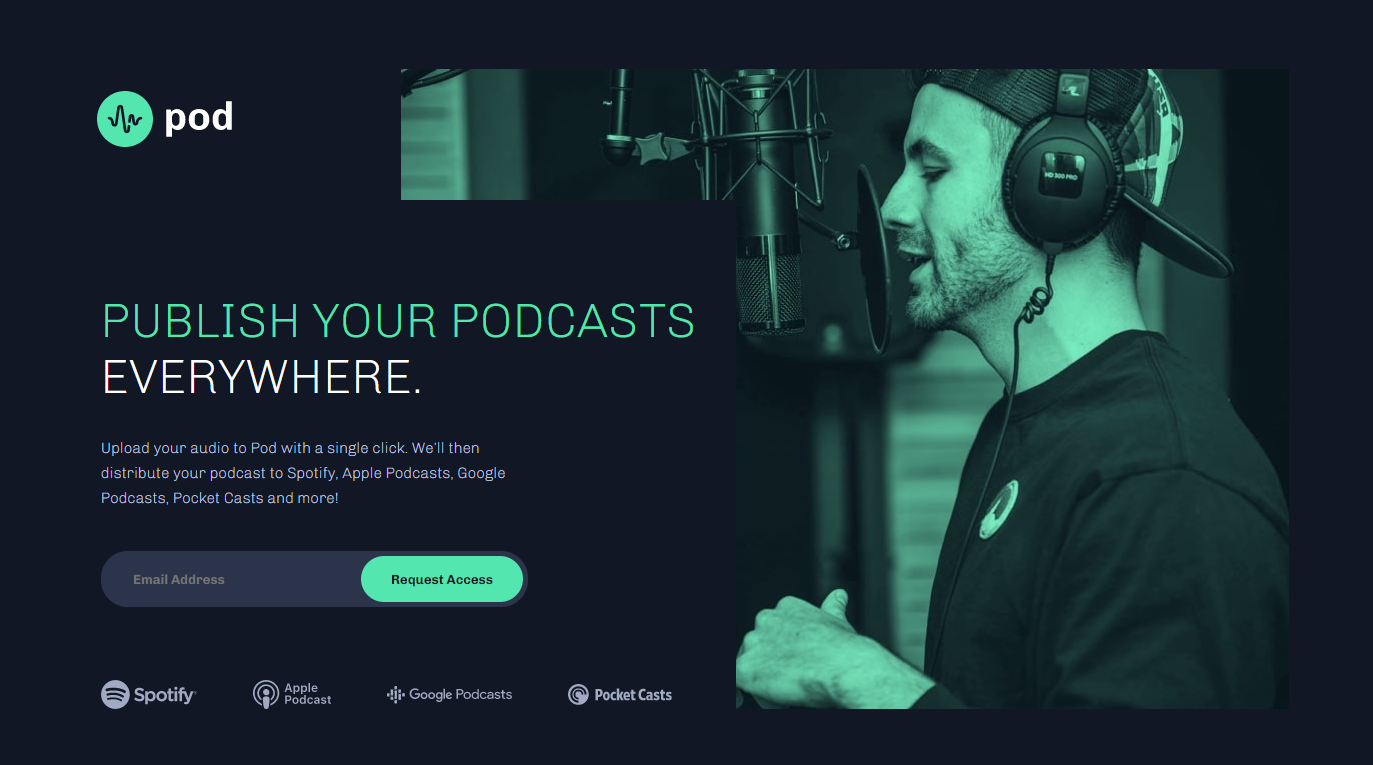 pod
HD 300 PRO
PUBLISH YOUR PODCASTS
EVERYWHERE.
Upload your audio to Pod with a single click. We’ll then
distribute your podcast to Spotify, Apple Podcasts, Google
Podcasts, Pocket Casts and more!
Email Address
Request Access
Spotify
Apple
Podcast
Google Podcasts
Pocket Casts